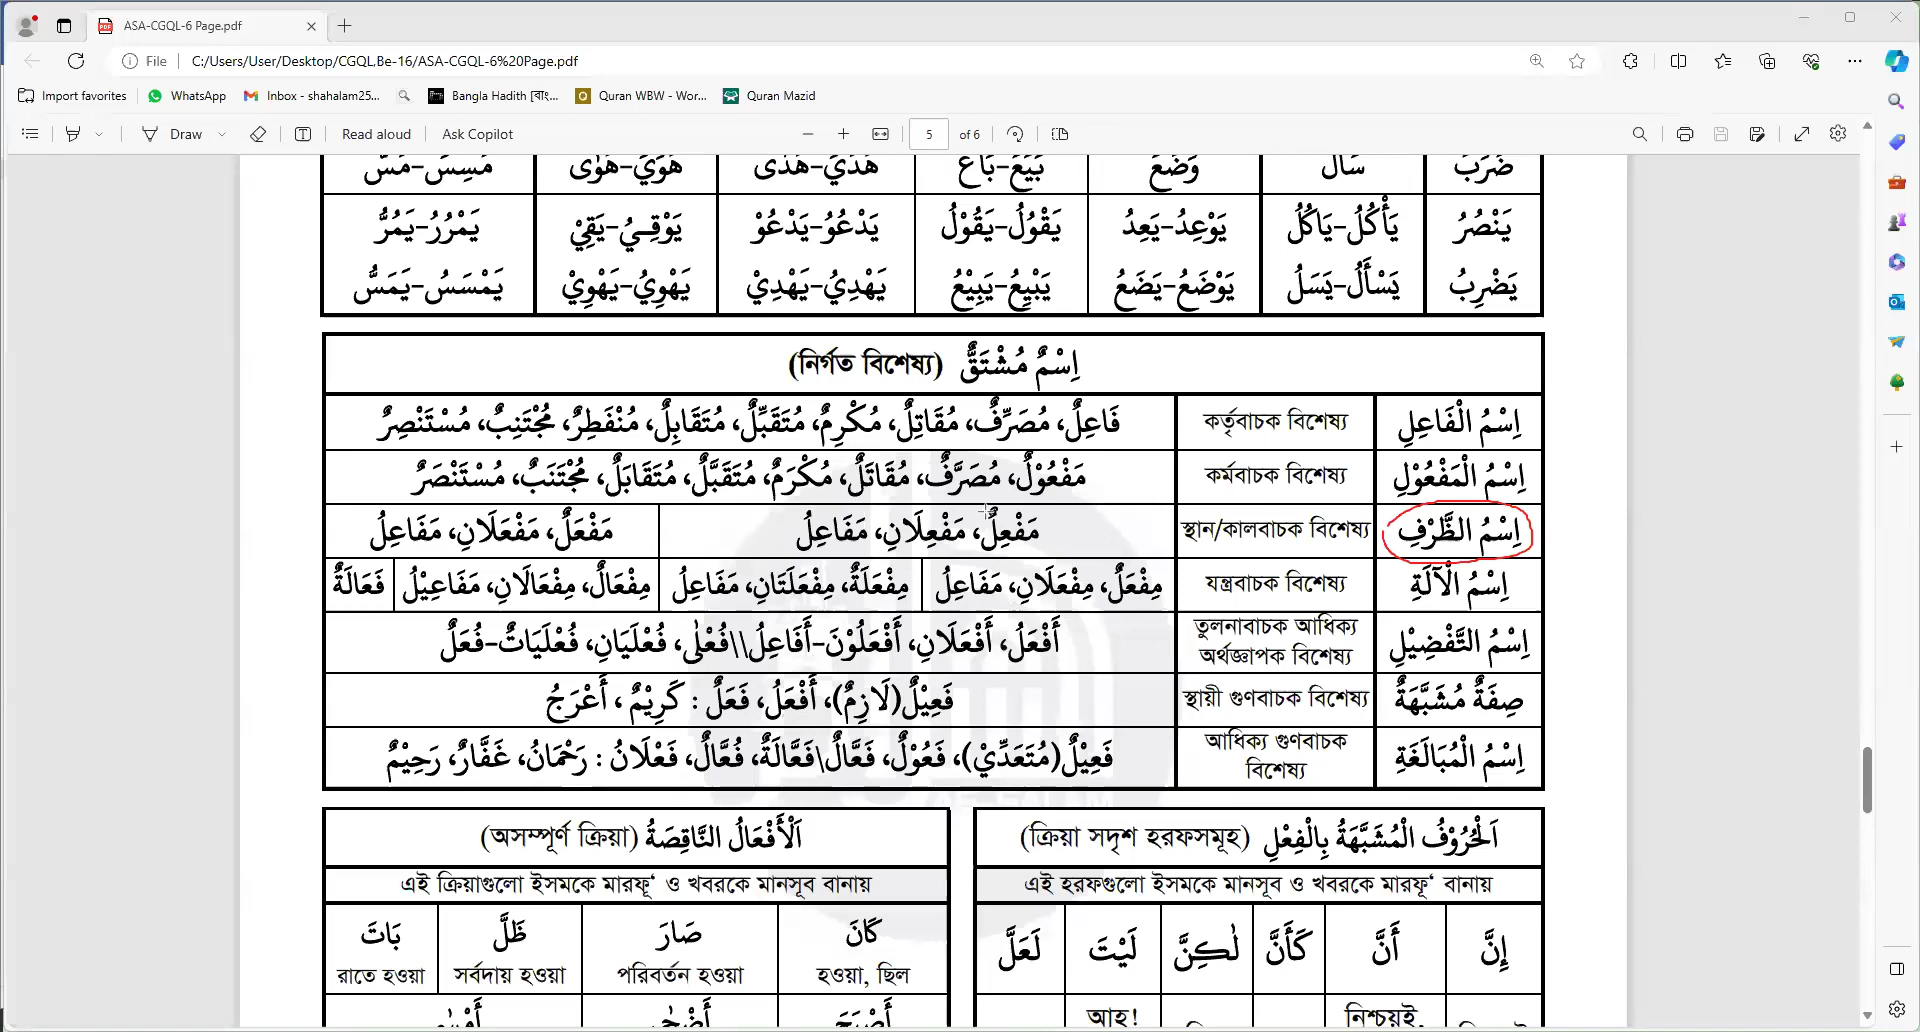 ASA-CGQL-6 Page.pdf
File C:/Users/User/Desktop/CGQL,Be-16/ASA-CGQL-6%20Page.pdf
Import favorites WhatsApp Inbox - shahalam25... Bangla Hadith [বাং... Quran WBW - Wor... Quran Mazid
Draw Read aloud Ask Copilot 5 of 6
ضَرَبَ سَأَلَ وَضَعَ بَيَعَ-بَاعَ هَدَيَ-هَدٰى هَوَيَ-هَوٰى مَسِسَ-مَسَّ
يَنْصُرُ يَأْكُلُ-يَاكُلُ يَوْعِدُ-يَعِدُ يَقْوُلُ-يَقُوْلُ يَدْعُوُ-يَدْعُوْ يَوْقِيُ-يَقِيْ يَمْرُرُ-يَمُرُّ
يَضْرِبُ يَسْأَلُ-يَسَلُ يَوْضَعُ-يَضَعُ يَبْيِعُ-يَبِيْعُ يَهْدِيُ-يَهْدِيْ يَهْوِيُ-يَهْوِيْ يَمْسَسُ-يَمَسُّ
اِسْمٌ مُشْتَقٌّ (নির্গত বিশেষ্য)
اِسْمُ الْفَاعِلِ কর্তৃবাচক বিশেষ্য فَاعِلٌ، مُصَرِّفٌ، مُقَاتِلٌ، مُكْرِمٌ، مُتَقَبِّلٌ، مُتَقَابِلٌ، مُنْفَطِرٌ، مُجْتَنِبٌ، مُسْتَنْصِرٌ
اِسْمُ الْمَفْعُوْلِ কর্মবাচক বিশেষ্য مَفْعُوْلٌ، مُصَرَّفٌ، مُقَاتَلٌ، مُكْرَمٌ، مُتَقَبَّلٌ، مُتَقَابَلٌ، مُجْتَنَبٌ، مُسْتَنْصَرٌ
اِسْمُ الظَّرْفِ স্থান/কালবাচক বিশেষ্য مَفْعِلٌ، مَفْعِلَانِ، مَفَاعِلُ مَفْعَلٌ، مَفْعَلَانِ، مَفَاعِلُ
اِسْمُ الْآلَةِ যন্ত্রবাচক বিশেষ্য مِفْعَلٌ، مِفْعَلَانِ، مَفَاعِلُ مِفْعَلَةٌ، مِفْعَلَتَانِ، مَفَاعِلُ مِفْعَالٌ، مِفْعَالَانِ، مَفَاعِيْلُ فَعَالَةٌ
اِسْمُ التَّفْضِيْلِ তুলনাবাচক আধিক্য অর্থজ্ঞাপক বিশেষ্য أَفْعَلُ، أَفْعَلَانِ، أَفْعَلُوْنَ-أَفَاعِلُ\\فُعْلٰى، فُعْلَيَانِ، فُعْلَيَاتٌ-فُعَلٌ
صِفَةٌ مُشَبَّهَةٌ স্থায়ী গুণবাচক বিশেষ্য فَعِيْلٌ(لَازِمٌ)، أَفْعَلُ، فَعَلٌ : كَرِيْمٌ ، أَعْرَجُ
اِسْمُ الْمُبَالَغَةِ আধিক্য গুণবাচক বিশেষ্য فَعِيْلٌ(مُتَعَدِّيْ)، فَعُوْلٌ، فَعَّالٌ\فَعَّالَةٌ، فُعَّالٌ، فَعْلَانُ : رَحْمَانُ، غَفَّارٌ، رَحِيْمٌ
اَلْحُرُوْفُ الْمُشَبَّهَةُ بِالْفِعْلِ (ক্রিয়া সদৃশ হরফসমূহ)
এই হরফগুলো ইসমকে মানসূব ও খবরকে মারফূ‘ বানায়
إِنَّ أَنَّ كَأَنَّ لٰكِنَّ لَيْتَ لَعَلَّ
নিশ্চয়ই, আহ!
اَلْأَفْعَالُ النَّاقِصَةُ (অসম্পূর্ণ ক্রিয়া)
এই ক্রিয়াগুলো ইসমকে মারফূ‘ ও খবরকে মানসূব বানায়
كَانَ صَارَ ظَلَّ بَاتَ
হওয়া, ছিল পরিবর্তন হওয়া সর্বদায় হওয়া রাতে হওয়া
أَصْبَحَ أَضْحٰى أَمْسٰى